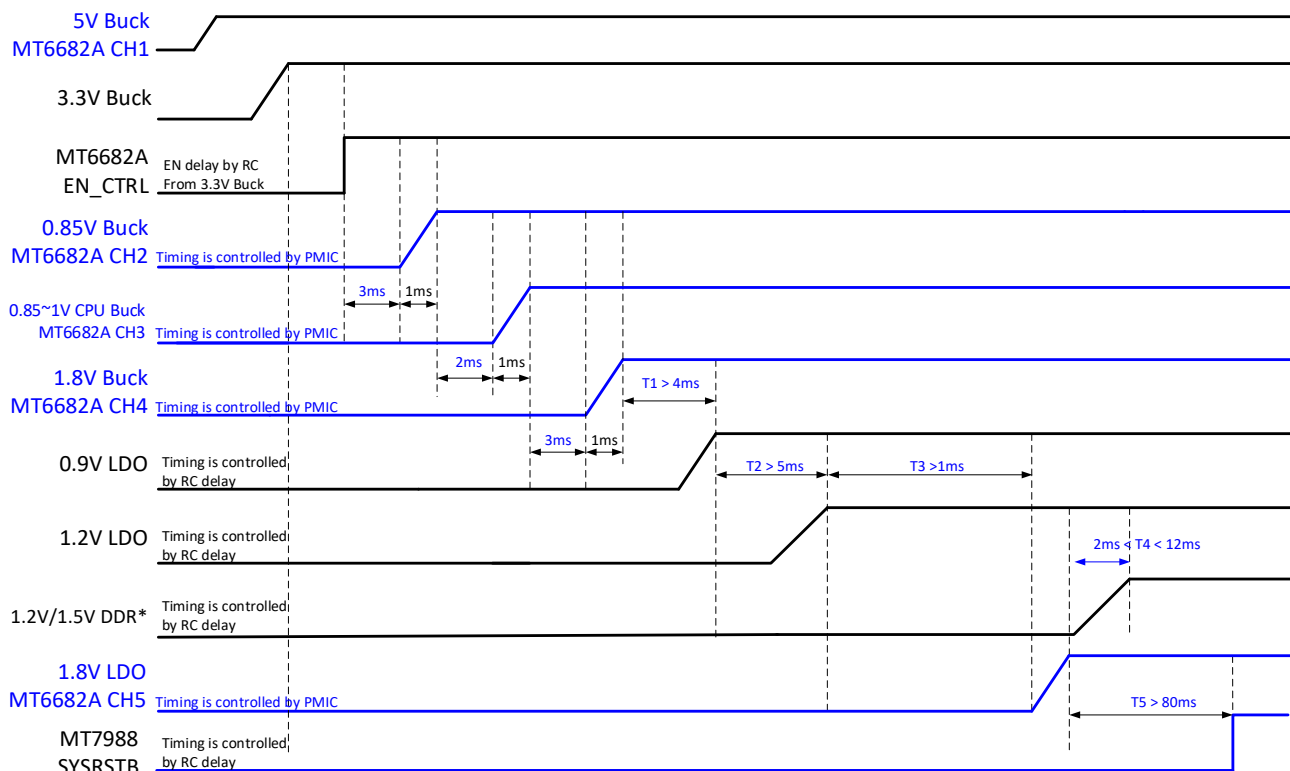 5V Buck
MT6682A CH1
3.3V Buck
MT6682A
EN_CTRL
EN delay by RC
From 3.3V Buck
0.85V Buck
MT6682A CH2
Timing is controlled by PMIC
3ms
1ms
0.85~1V CPU Buck
MT6682A CH3
Timing is controlled by PMIC
2ms
1ms
1.8V Buck
MT6682A CH4
Timing is controlled by PMIC
T1 > 4ms
3ms
1ms
0.9V LDO
Timing is controlled
by RC delay
T2 > 5ms
T3 >1ms
1.2V LDO
Timing is controlled
by RC delay
2ms < T4 < 12ms
1.2V/1.5V DDR*
Timing is controlled
by RC delay
1.8V LDO
MT6682A CH5
Timing is controlled by PMIC
T5 > 80ms
MT7988
SYSRSTB
Timing is controlled
by RC delay